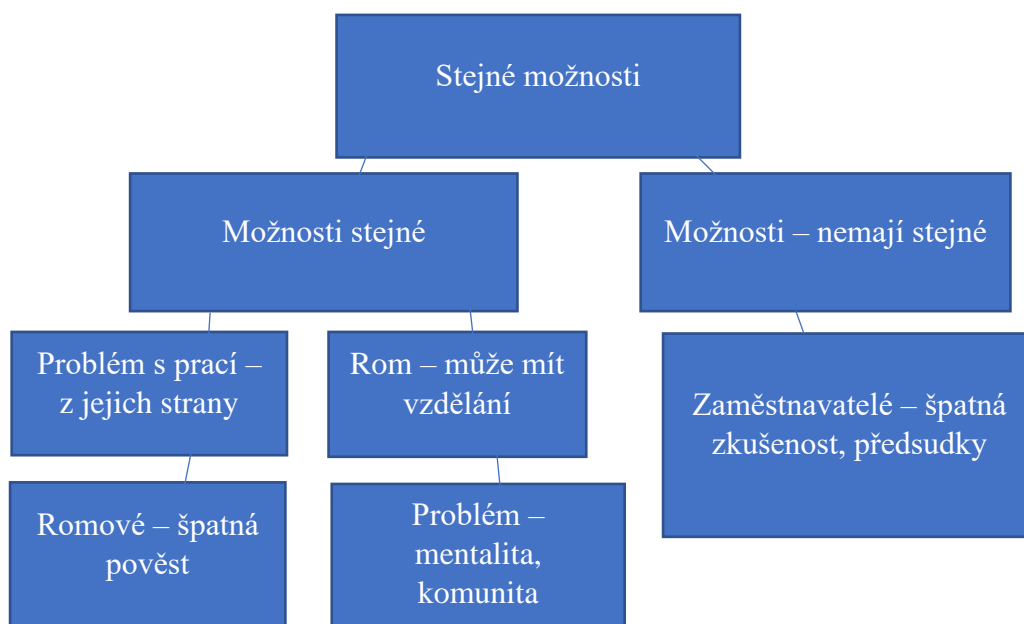 Stejné možnosti
Možnosti stejné
Možnosti – nemají stejné
Problém s prací –
z jejich strany
Rom – může mít
vzdělání
Zaměstnavatelé – špatná
zkušenost, předsudky
Romové – špatná
pověst
Problém –
mentalita,
komunita